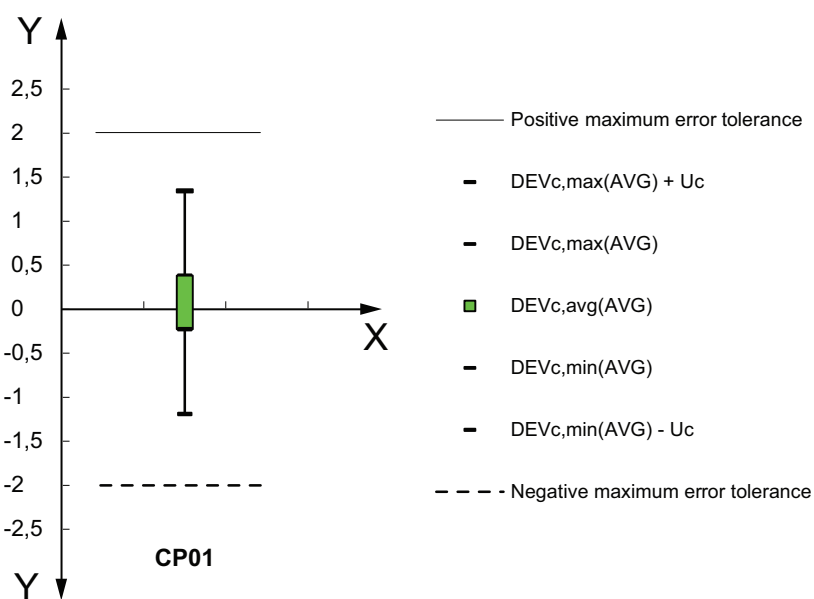 Y
2,5
2
1,5
1
0,5
0
-0,5
-1
-1,5
-2
-2,5
Y
X
CP01
Positive maximum error tolerance
DEVc,max(AVG) + Uc
DEVc,max(AVG)
DEVc,avg(AVG)
DEVc,min(AVG)
DEVc,min(AVG) - Uc
Negative maximum error tolerance